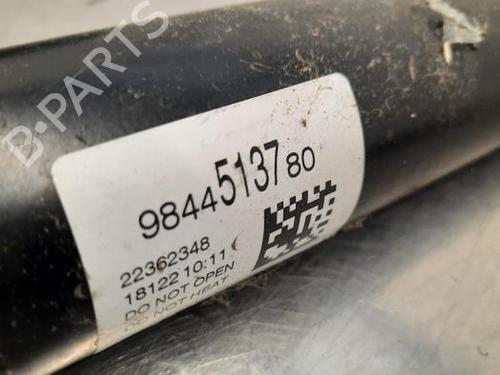 B-PARTS
9844513780
22362348
18122 10:11
DO NOT OPEN
DO NOT HEAT